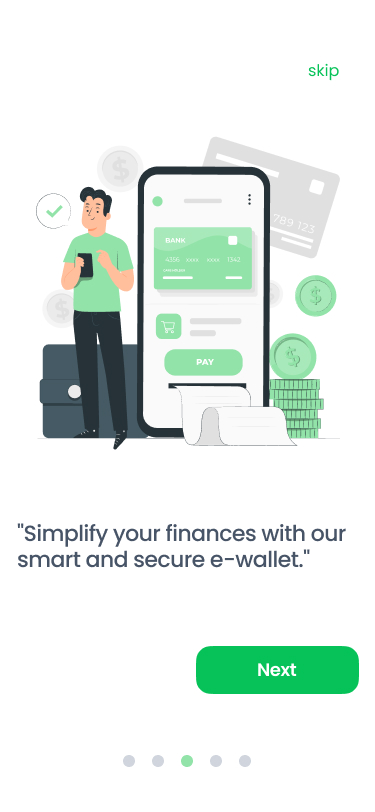 skip
789 123
BANK
4356 xxxx xxxx 1342
PAY
"Simplify your finances with our
smart and secure e-wallet."
Next